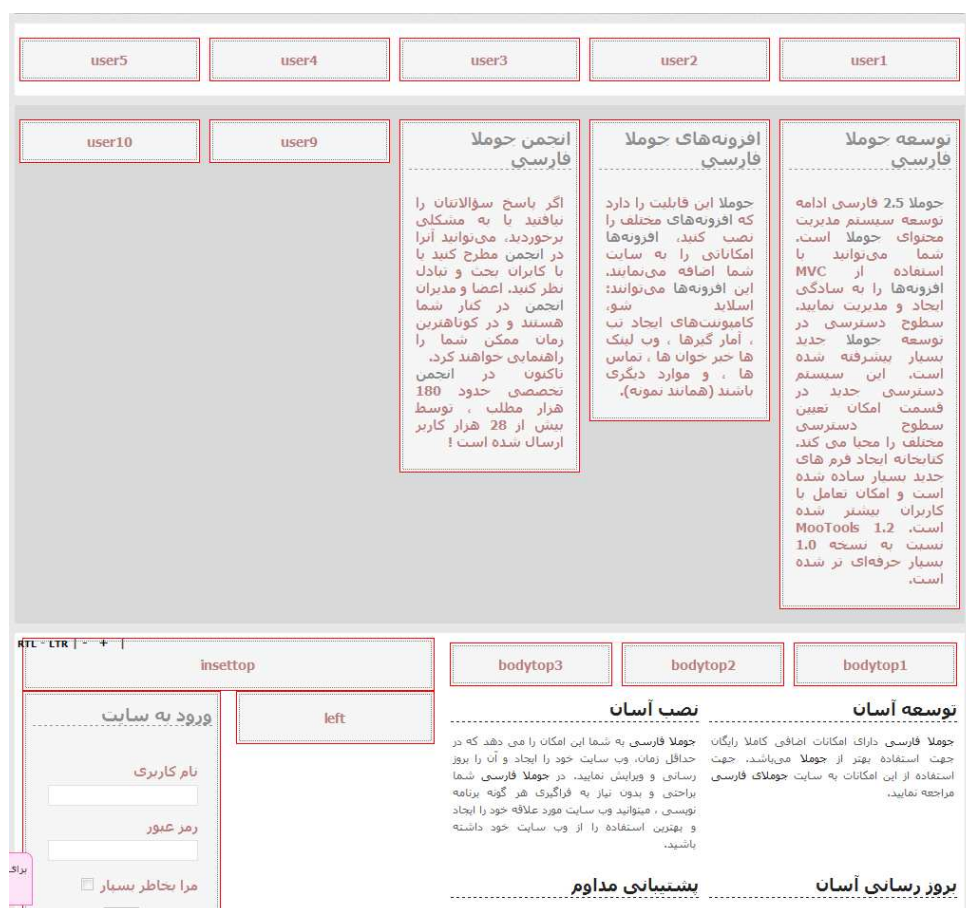 user1
user2
user3
user4
user5
توسعه جوملا
فارسی
جوملا 2.5 فارسی ادامه
توسعه سیستم مدیریت
محتوای جوملا است.
شما می‌توانید با
استفاده از MVC
افزونه‌ها را به سادگی
ایجاد و مدیریت نمایید.
سطوح دسترسی در
توسعه جوملا جدید
بسیار پیشرفته شده
است. این سیستم
دسترسی جدید در
قسمت امکان تعیین
سطوح دسترسی
مختلف را محیا می کند.
کتابخانه ایجاد فرم های
جدید بسیار ساده شده
است و امکان تعامل با
کاربران بیشتر شده
است. MooTools 1.2
نسبت به نسخه 1.0
بسیار حرفه‌ای تر شده
است.
افزونه‌های جوملا
فارسی
جوملا این قابلیت را دارد
که افزونه‌های مختلف را
نصب کنید، افزونه‌ها
امکاناتی را به سایت
شما اضافه می‌نمایند.
این افزونه‌ها می‌توانند:
اسلاید شو،
کامپوننت‌های ایجاد تب
، آمار گیرها ، وب لینک
ها خبر خوان ها ، تماس
ها ، و موارد دیگری
باشند (همانند نمونه).
انجمن جوملا
فارسی
اگر پاسخ سؤالاتتان را
نیافتید یا به مشکلی
برخوردید، می‌توانید آنرا
در انجمن مطرح کنید یا
با کابران بحث و تبادل
نظر کنید. اعضا و مدیران
انجمن در کنار شما
هستند و در کوتاهترین
زمان ممکن شما را
راهنمایی خواهند کرد.
تاکنون در انجمن
تخصصی حدود 180
هزار مطلب ، توسط
بیش از 28 هزار کاربر
ارسال شده است !
user9
user10
bodytop1
bodytop2
bodytop3
توسعه آسان
جوملا فارسی دارای امکانات اضافی کاملا رایگان
جهت استفاده بهتر از جوملا می‌باشد. جهت
استفاده از این امکانات به سایت جوملای فارسی
مراجعه نمایید.
نصب آسان
جوملا فارسی به شما این امکان را می دهد که در
حداقل زمان، وب سایت خود را ایجاد و آن را بروز
رسانی و ویرایش نمایید. در جوملا فارسی شما
براحتی و بدون نیاز به فراگیری هر گونه برنامه
نویسی ، میتوانید وب سایت مورد علاقه خود را ایجاد
و بهترین استفاده را از وب سایت خود داشته
باشید.
بروز رسانی آسان
پشتیبانی مداوم
RTL - LTR | - + |
insettop
left
ورود به سایت
نام کاربری
رمز عبور
مرا بخاطر بسپار
برای